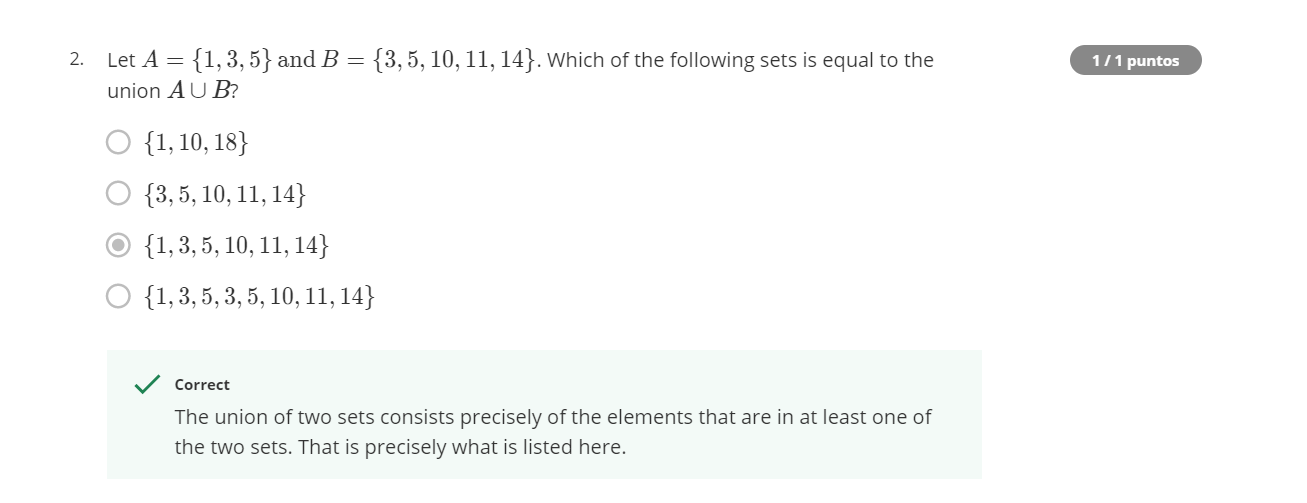 2. Let A = {1, 3, 5} and B = {3, 5, 10, 11, 14}. Which of the following sets is equal to the
1 / 1 puntos
union A ∪ B?
{1, 10, 18}
{3, 5, 10, 11, 14}
{1, 3, 5, 10, 11, 14}
{1, 3, 5, 3, 5, 10, 11, 14}
Correct
The union of two sets consists precisely of the elements that are in at least one of
the two sets. That is precisely what is listed here.